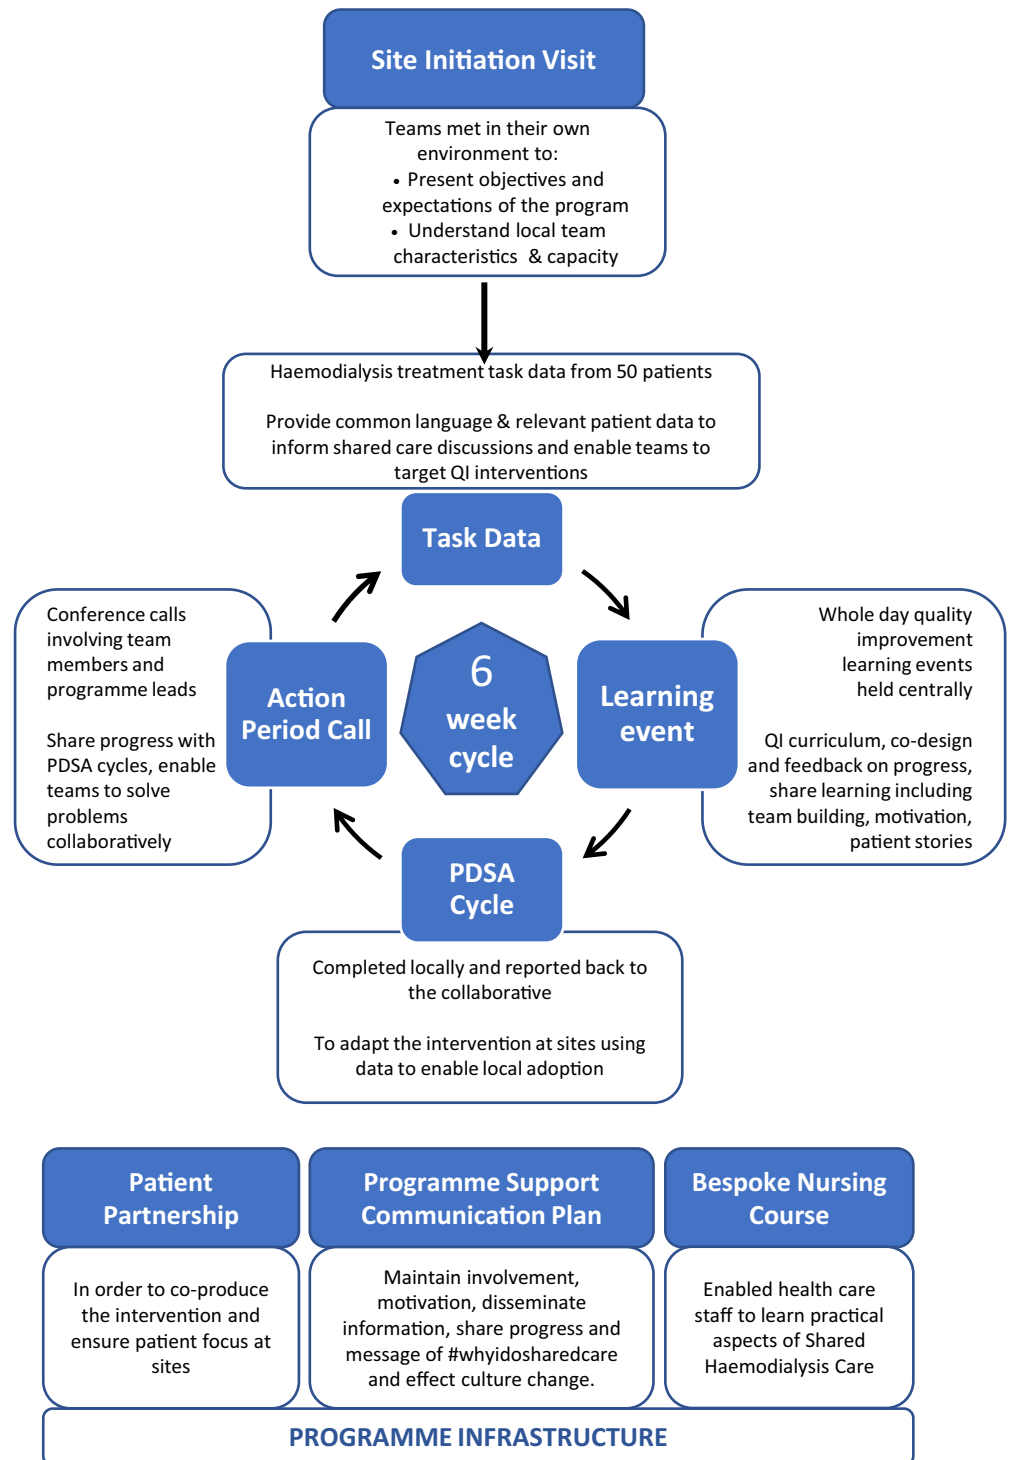 Site Initiation Visit
Teams met in their own
environment to:
• Present objectives and
expectations of the program
• Understand local team
characteristics & capacity
Haemodialysis treatment task data from 50 patients
Provide common language & relevant patient data to
inform shared care discussions and enable teams to
target QI interventions
Task Data
Conference calls
involving team
members and
programme leads
Share progress with
PDSA cycles, enable
teams to solve
problems
collaboratively
Action
Period Call
6
week
cycle
Learning
event
Whole day quality
improvement
learning events
held centrally
QI curriculum, co-design
and feedback on progress,
share learning including
team building, motivation,
patient stories
PDSA
Cycle
Completed locally and reported back to
the collaborative
To adapt the intervention at sites using
data to enable local adoption
Patient
Partnership
In order to co-produce
the intervention and
ensure patient focus at
sites
Programme Support
Communication Plan
Maintain involvement,
motivation, disseminate
information, share progress and
message of #whyidosharedcare
and effect culture change.
Bespoke Nursing
Course
Enabled health care
staff to learn practical
aspects of Shared
Haemodialysis Care
PROGRAMME INFRASTRUCTURE